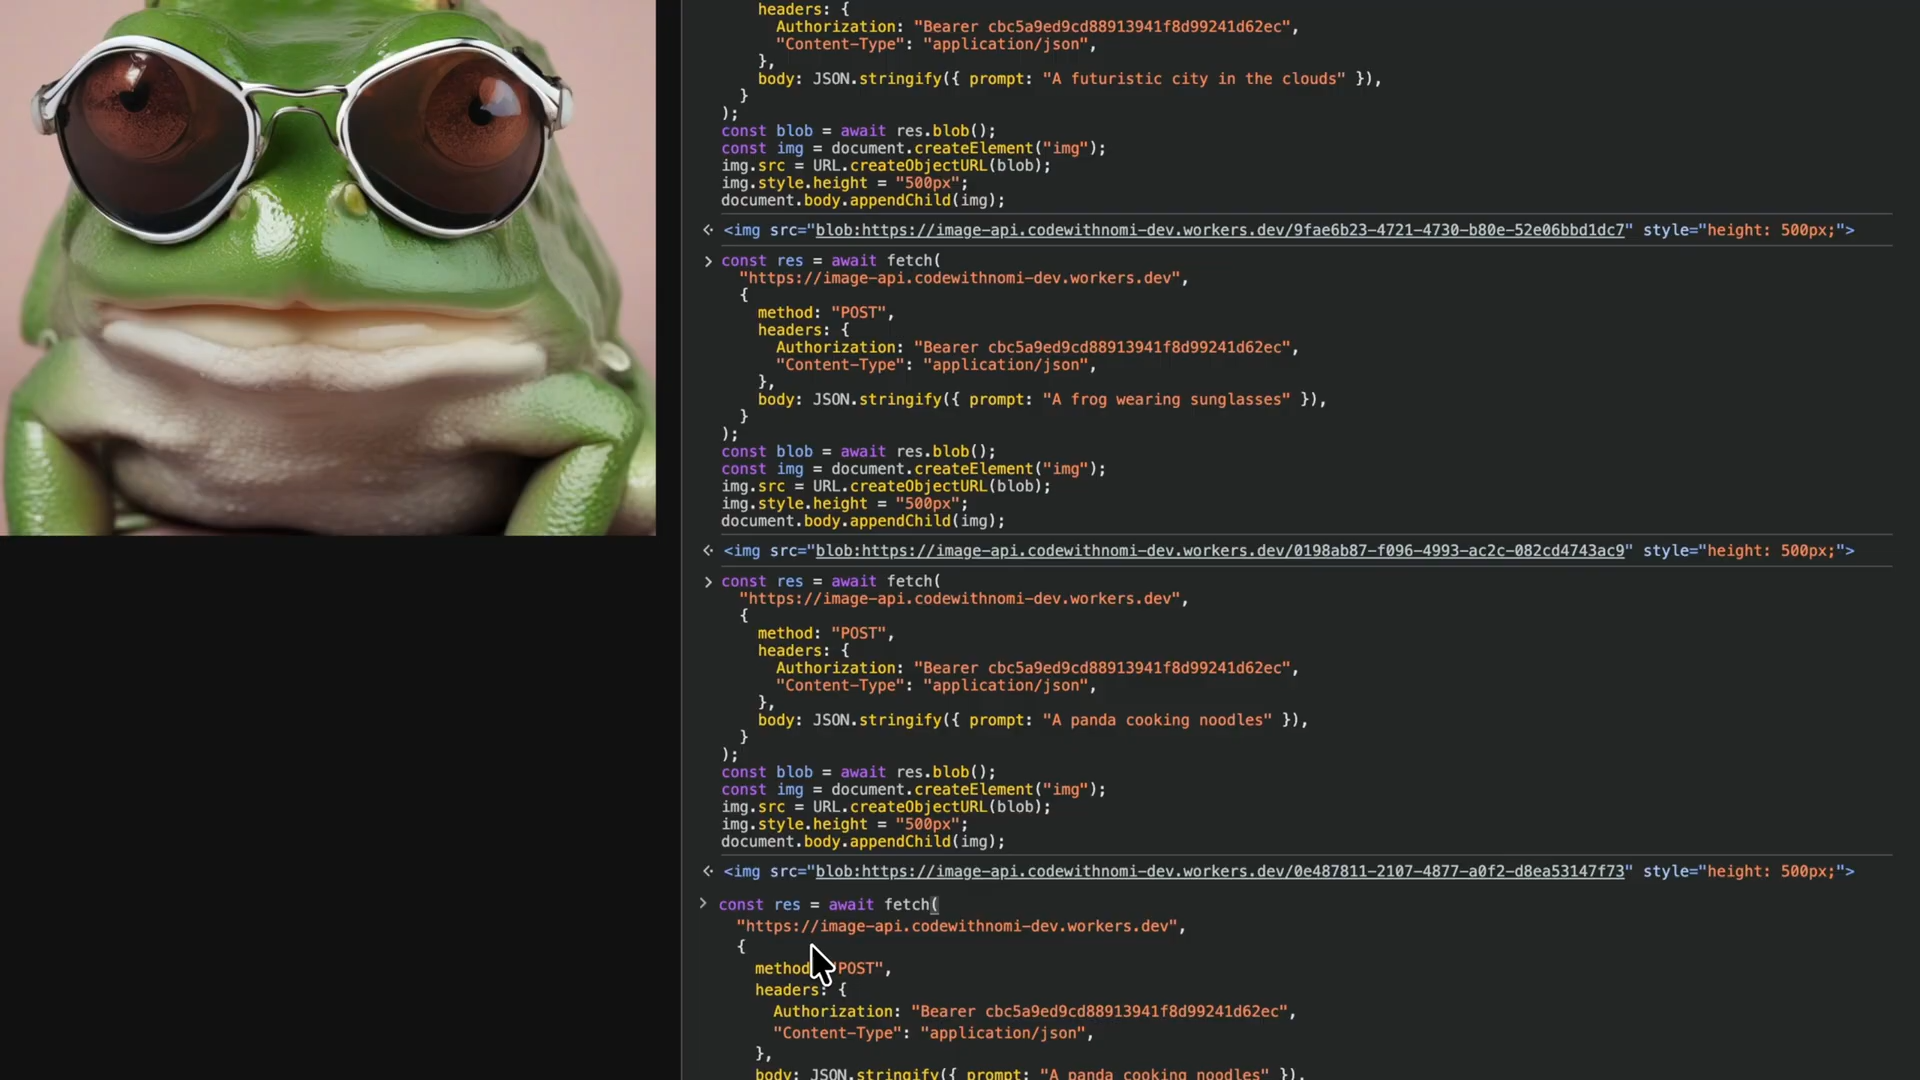 headers: {
Authorization: "Bearer cbc5a9ed9cd88913941f8d99241d62ec",
"Content-Type": "application/json",
},
body: JSON.stringify({ prompt: "A futuristic city in the clouds" }),
}
);
const blob = await res.blob();
const img = document.createElement("img");
img.src = URL.createObjectURL(blob);
img.style.height = "500px";
document.body.appendChild(img);
<img src="blob:https://image-api.codewithnomi-dev.workers.dev/9fae6b23-4721-4730-b80e-52e06bbd1dc7" style="height: 500px;">
const res = await fetch(
"https://image-api.codewithnomi-dev.workers.dev",
{
method: "POST",
headers: {
Authorization: "Bearer cbc5a9ed9cd88913941f8d99241d62ec",
"Content-Type": "application/json",
},
body: JSON.stringify({ prompt: "A frog wearing sunglasses" }),
}
);
const blob = await res.blob();
const img = document.createElement("img");
img.src = URL.createObjectURL(blob);
img.style.height = "500px";
document.body.appendChild(img);
<img src="blob:https://image-api.codewithnomi-dev.workers.dev/0198ab87-f096-4993-ac2c-082cd4743ac9" style="height: 500px;">
const res = await fetch(
"https://image-api.codewithnomi-dev.workers.dev",
{
method: "POST",
headers: {
Authorization: "Bearer cbc5a9ed9cd88913941f8d99241d62ec",
"Content-Type": "application/json",
},
body: JSON.stringify({ prompt: "A panda cooking noodles" }),
}
);
const blob = await res.blob();
const img = document.createElement("img");
img.src = URL.createObjectURL(blob);
img.style.height = "500px";
document.body.appendChild(img);
<img src="blob:https://image-api.codewithnomi-dev.workers.dev/0e487811-2107-4877-a0f2-d8ea53147f73" style="height: 500px;">
const res = await fetch(
"https://image-api.codewithnomi-dev.workers.dev",
{
method "POST",
headers: {
Authorization: "Bearer cbc5a9ed9cd88913941f8d99241d62ec",
"Content-Type": "application/json",
},
body: JSON.stringify({ prompt: "A panda cooking noodles" }),